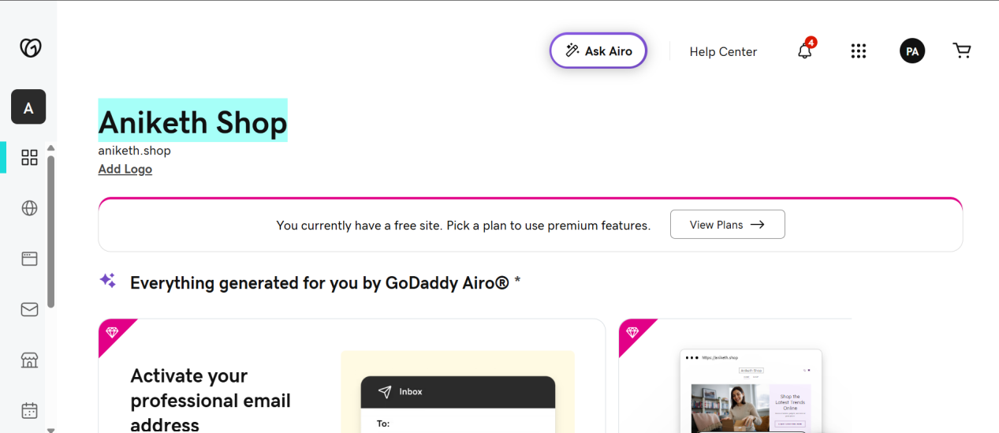 Ask Airo
Help Center
4
PA
A
Aniketh Shop
aniketh.shop
Add Logo
You currently have a free site. Pick a plan to use premium features.
View Plans →
Everything generated for you by GoDaddy Airo® *
Activate your
professional email
address
Inbox
To:
https://aniketh.shop
Aniketh Shop
Shop the
Latest Trends
Online